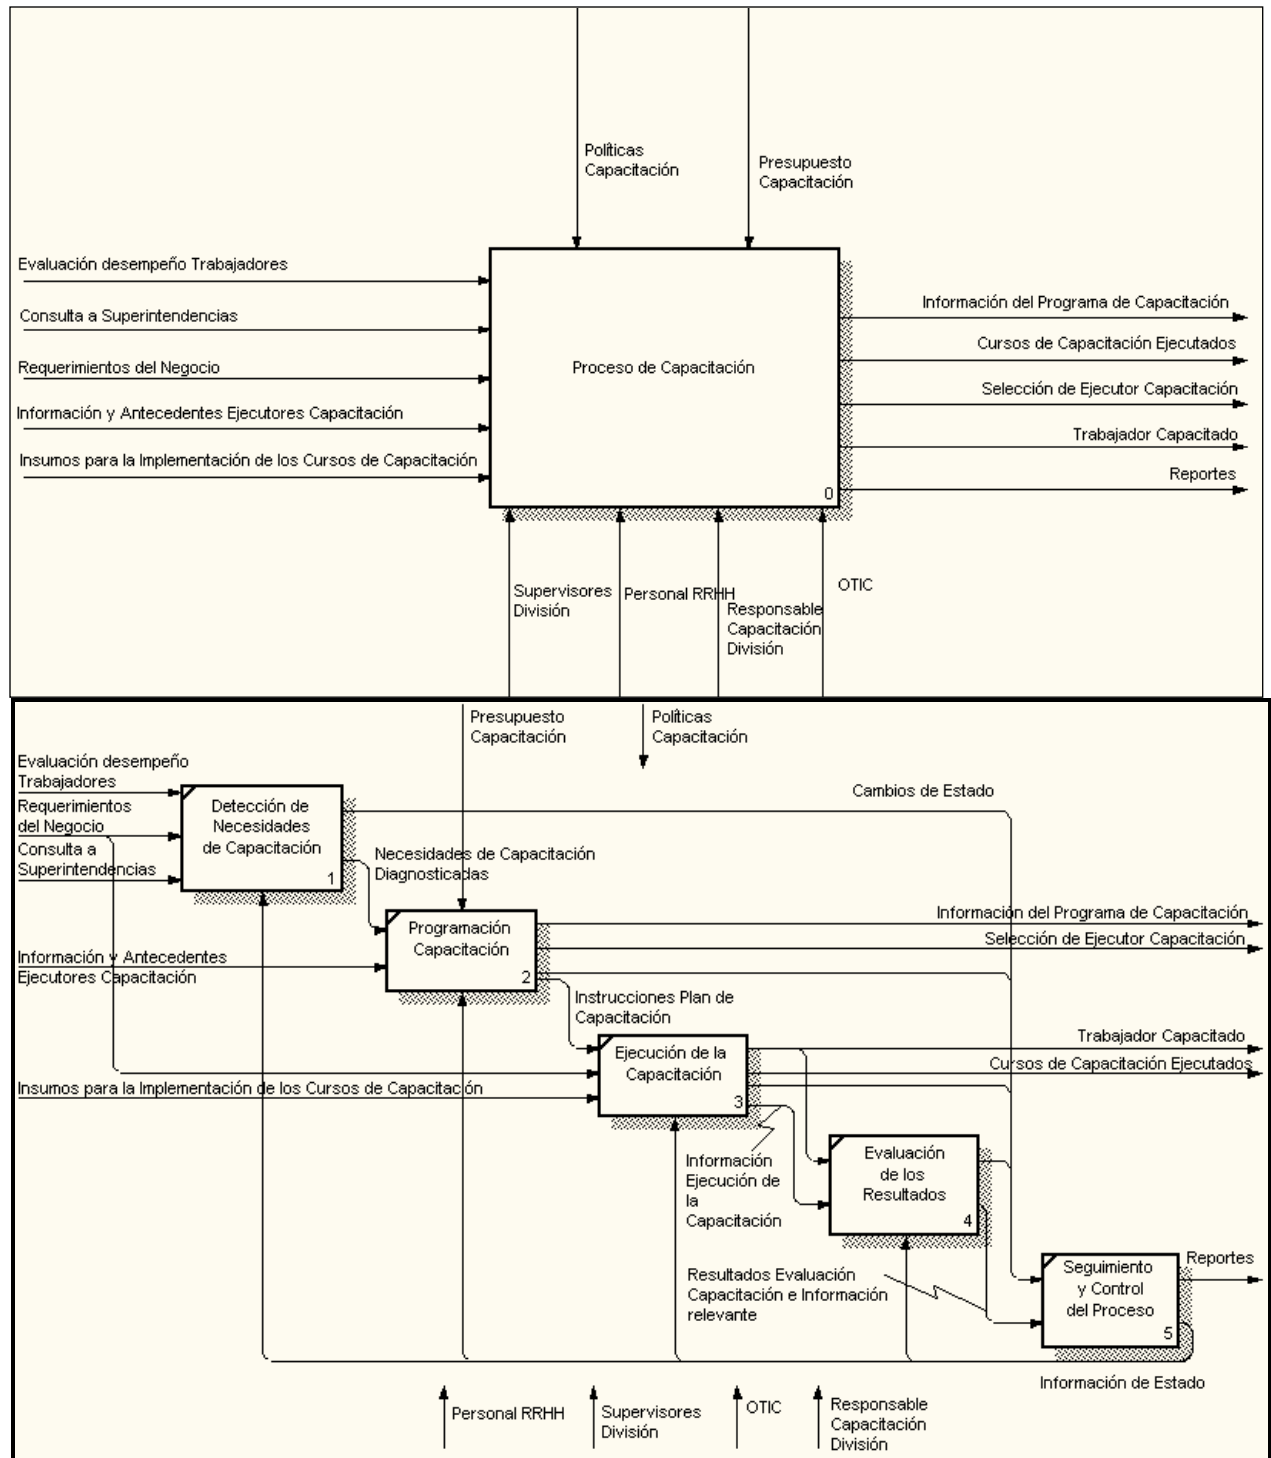 Políticas
Capacitación
Presupuesto
Capacitación
Evaluación desempeño Trabajadores
Consulta a Superintendencias
Requerimientos del Negocio
Información y Antecedentes Ejecutores Capacitación
Insumos para la Implementación de los Cursos de Capacitación
Proceso de Capacitación
0
Información del Programa de Capacitación
Cursos de Capacitación Ejecutados
Selección de Ejecutor Capacitación
Trabajador Capacitado
Reportes
Supervisores
División
Personal RRHH
Responsable
Capacitación
División
OTIC
Presupuesto
Capacitación
Políticas
Capacitación
Evaluación desempeño
Trabajadores
Requerimientos
del Negocio
Consulta a
Superintendencias
Detección de
Necesidades
de Capacitación
1
Cambios de Estado
Necesidades de Capacitación
Diagnosticadas
Programación
Capacitación
2
Información del Programa de Capacitación
Selección de Ejecutor Capacitación
Información y Antecedentes
Ejecutores Capacitación
Instrucciones Plan de
Capacitación
Ejecución de la
Capacitación
3
Trabajador Capacitado
Cursos de Capacitación Ejecutados
Insumos para la Implementación de los Cursos de Capacitación
Información
Ejecución de
la
Capacitación
Evaluación
de los
Resultados
4
Resultados Evaluación
Capacitación e Información
relevante
Seguimiento
y Control
del Proceso
5
Reportes
Información de Estado
Personal RRHH
Supervisores
División
OTIC
Responsable
Capacitación
División